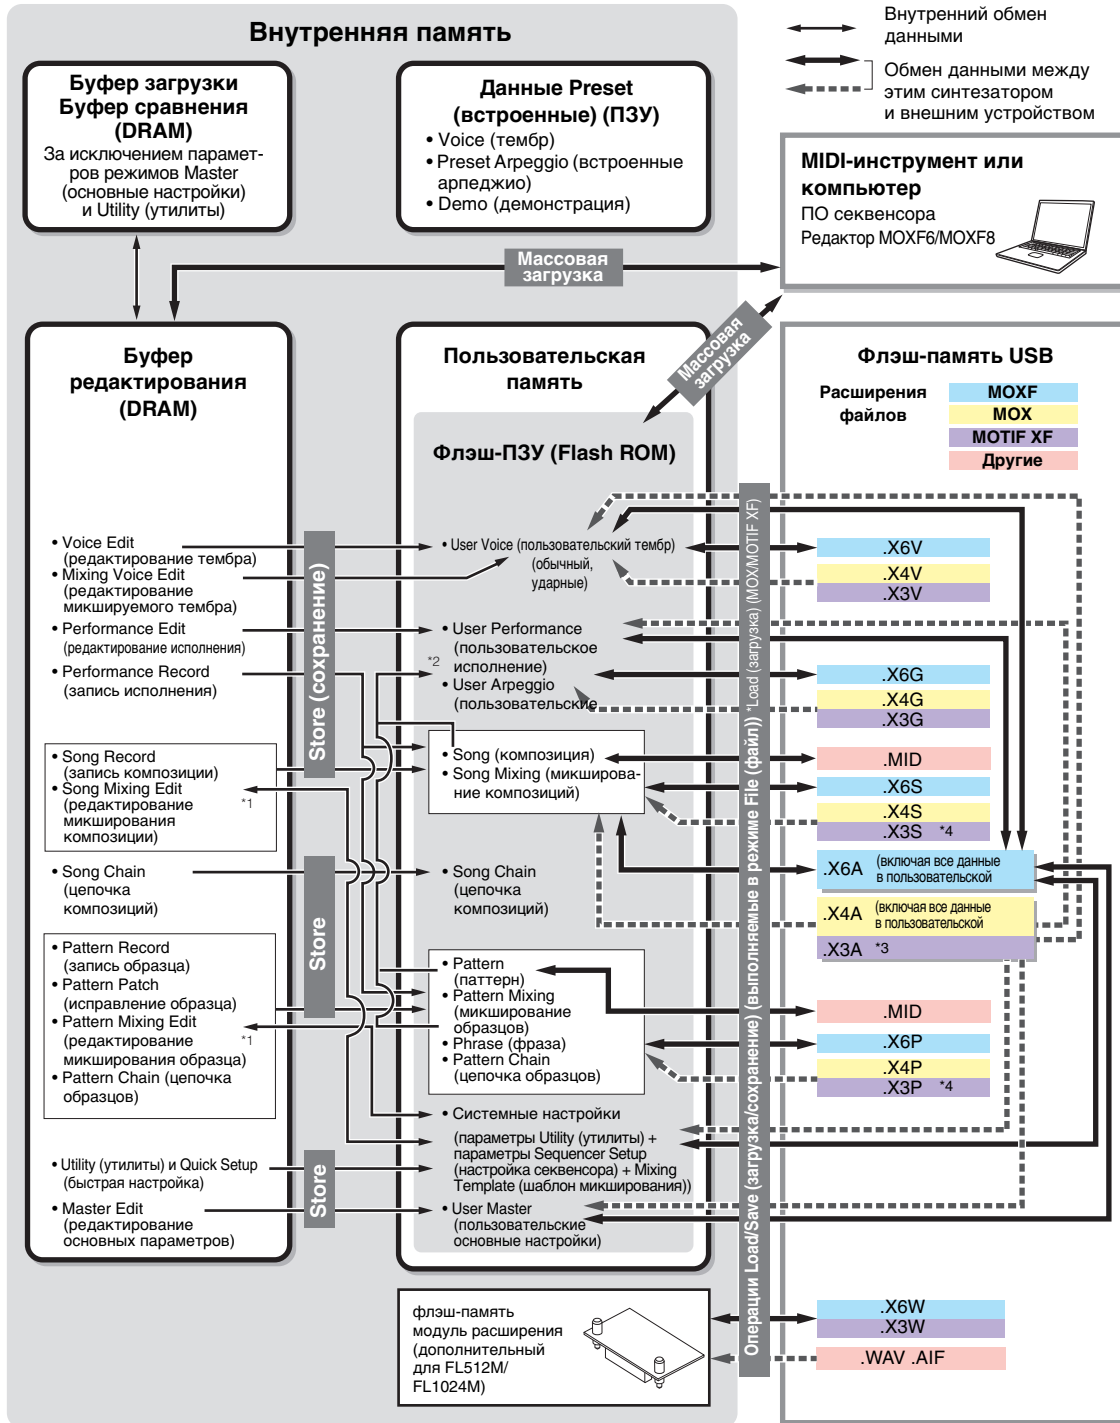 Внутренняя память
Внутренний обмен
данными
Обмен данными между
этим синтезатором
и внешним устройством
Буфер загрузки
Буфер сравнения
(DRAM)
За исключением парамет-
ров режимов Master
(основные настройки)
и Utility (утилиты)
Данные Preset
(встроенные) (ПЗУ)
• Voice (тембр)
• Preset Arpeggio (встроенные
арпеджио)
• Demo (демонстрация)
MIDI-инструмент или
компьютер
ПО секвенсора
Редактор MOXF6/MOXF8
Массовая
загрузка
Массовая
загрузка
Буфер
редактирования
(DRAM)
• Voice Edit
(редактирование тембра)
• Mixing Voice Edit
(редактирование
микшируемого тембра)
• Performance Edit
(редактирование исполнения)
• Performance Record
(запись исполнения)
• Song Record
(запись композиции)
• Song Mixing Edit
(редактирование *1
микширования
композиции)
• Song Chain
(цепочка
композиций)
• Pattern Record
(запись образца)
• Pattern Patch
(исправление образца)
• Pattern Mixing Edit
(редактирование *1
микширования образца)
• Pattern Chain (цепочка
образцов)
• Utility (утилиты) и Quick Setup
(быстрая настройка)
• Master Edit
(редактирование
основных параметров)
Store (сохранение)
Store
Store
Пользовательская
память
Флэш-ПЗУ (Flash ROM)
• User Voice (пользовательский тембр)
(обычный,
ударные)
• User Performance
(пользовательское
*2
исполнение)
• User Arpeggio
(пользовательские
• Song (композиция)
• Song Mixing (микширова-
ние композиций)
• Song Chain
(цепочка
композиций)
• Pattern
(паттерн)
• Pattern Mixing
(микширование
образцов)
• Phrase (фраза)
• Pattern Chain
(цепочка образцов)
• Системные настройки
(параметры Utility (утилиты) +
параметры Sequencer Setup
(настройка секвенсора) + Mixing
Template (шаблон микширования))
• User Master
(пользовательские
основные настройки)
флэш-память
модуль расширения
(дополнительный
для FL512M/
FL1024M)
Операции Load/Save (загрузка/сохранение) (выполняемые в режиме File (файл)) *Load (загрузка) (MOX/MOTIF XF)
Флэш-память USB
Расширения
файлов
MOXF
MOX
MOTIF XF
Другие
.X6V
.X4V
.X3V
.X6G
.X4G
.X3G
.MID
.X6S
.X4S
.X3S *4
.X6A (включая все данные
в пользовательской
.X4A (включая все данные
в пользовательской
.X3A *3
.MID
.X6P
.X4P
.X3P *4
.X6W
.X3W
.WAV .AIF